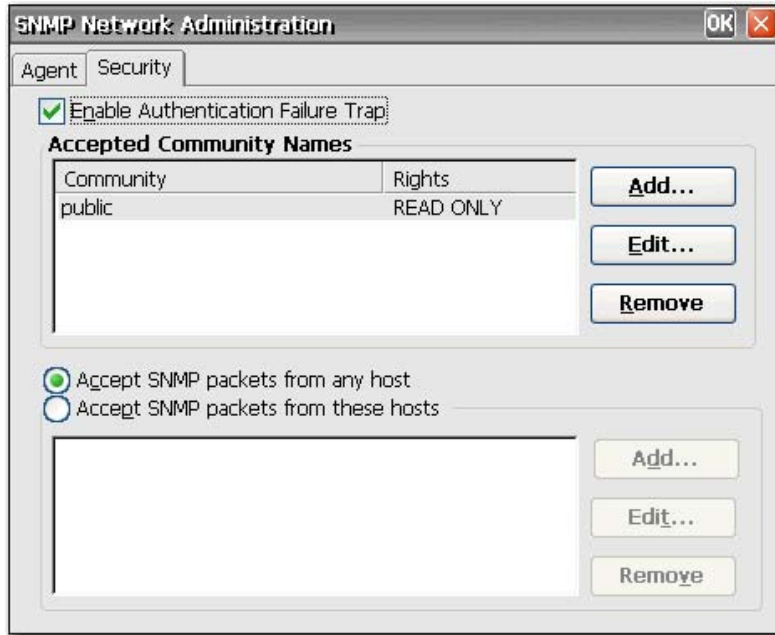 SNMP Network Administration OK
Agent Security
Enable Authentication Failure Trap
Accepted Community Names
Community Rights
public READ ONLY
Add...
Edit...
Remove
Accept SNMP packets from any host
Accept SNMP packets from these hosts
Add...
Edit...
Remove